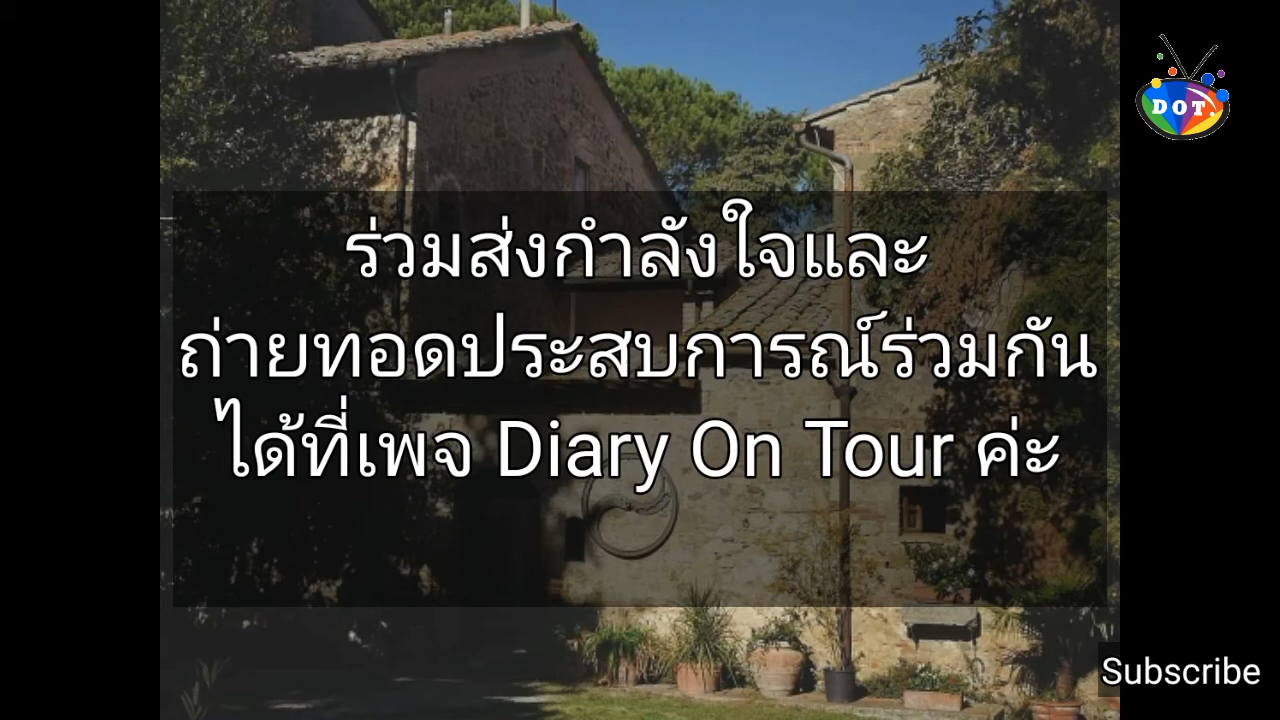 DOT.
ร่วมส่งกำลังใจและ
ถ่ายทอดประสบการณ์ร่วมกัน
ได้ที่เพจ Diary On Tour ค่ะ
Subscribe